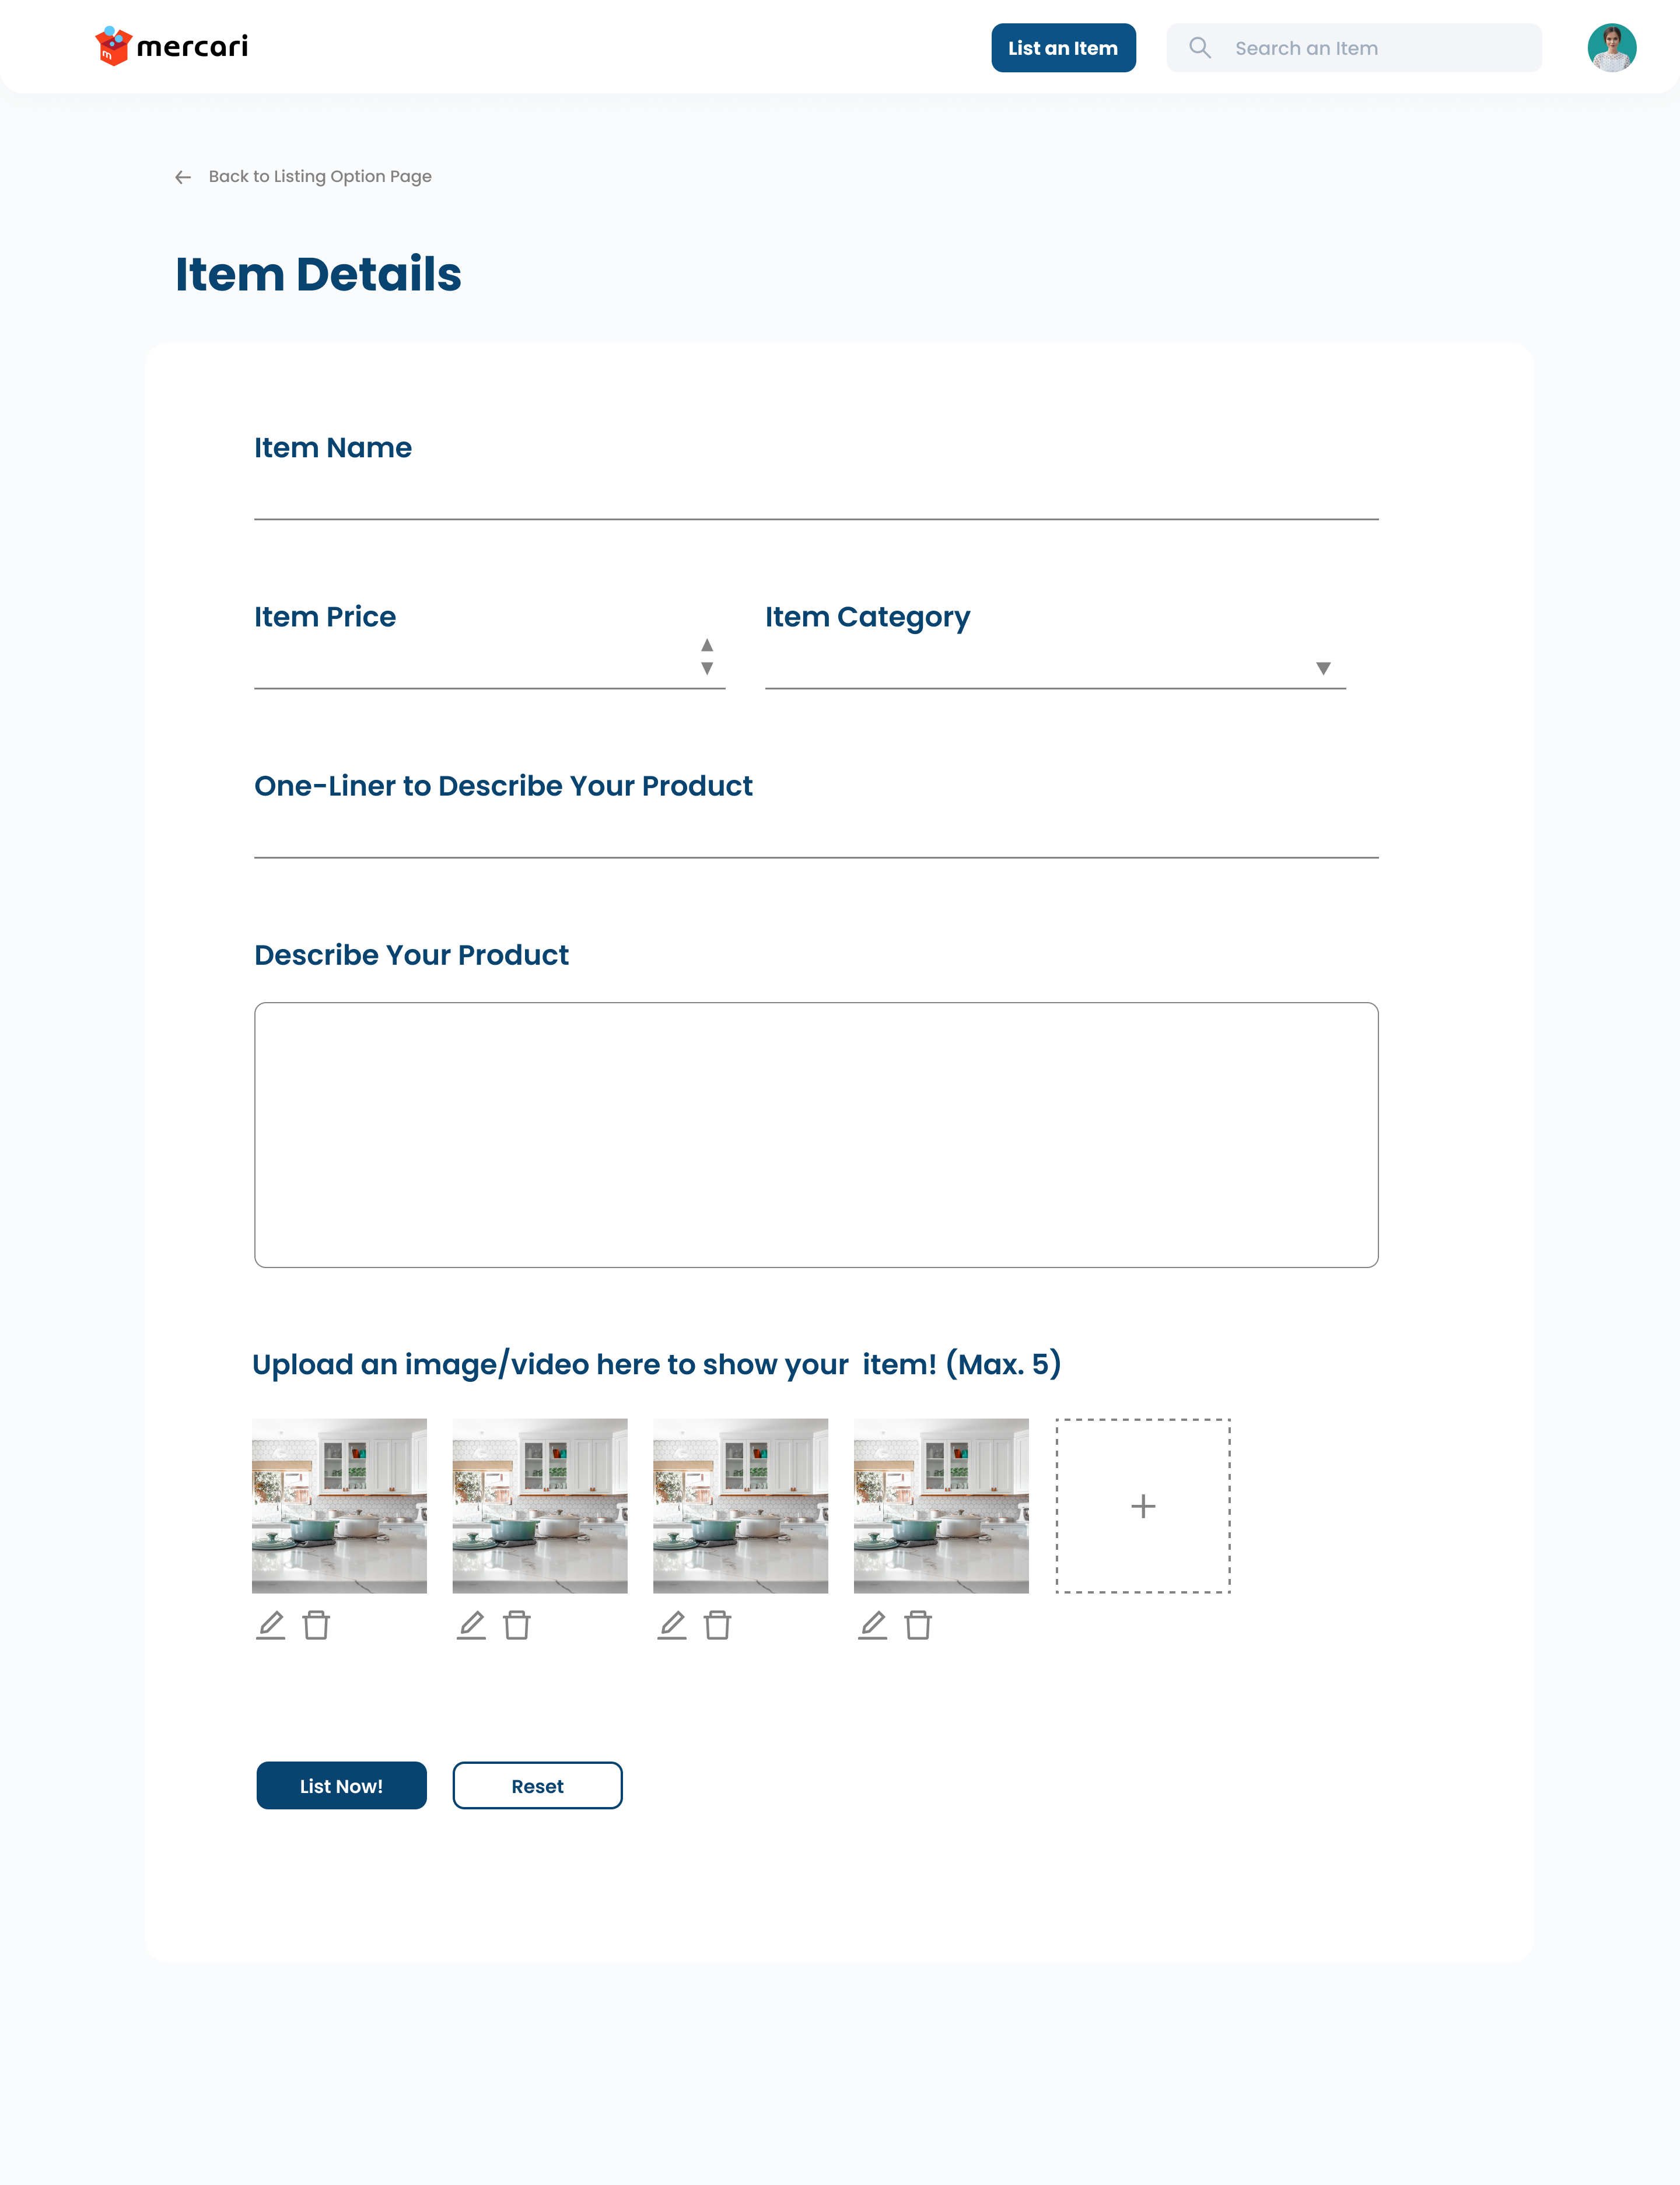 mercari
List an Item
Search an Item
Back to Listing Option Page
Item Details
Item Name
Item Price
Item Category
One-Liner to Describe Your Product
Describe Your Product
Upload an image/video here to show your  item! (Max. 5)
List Now!
Reset